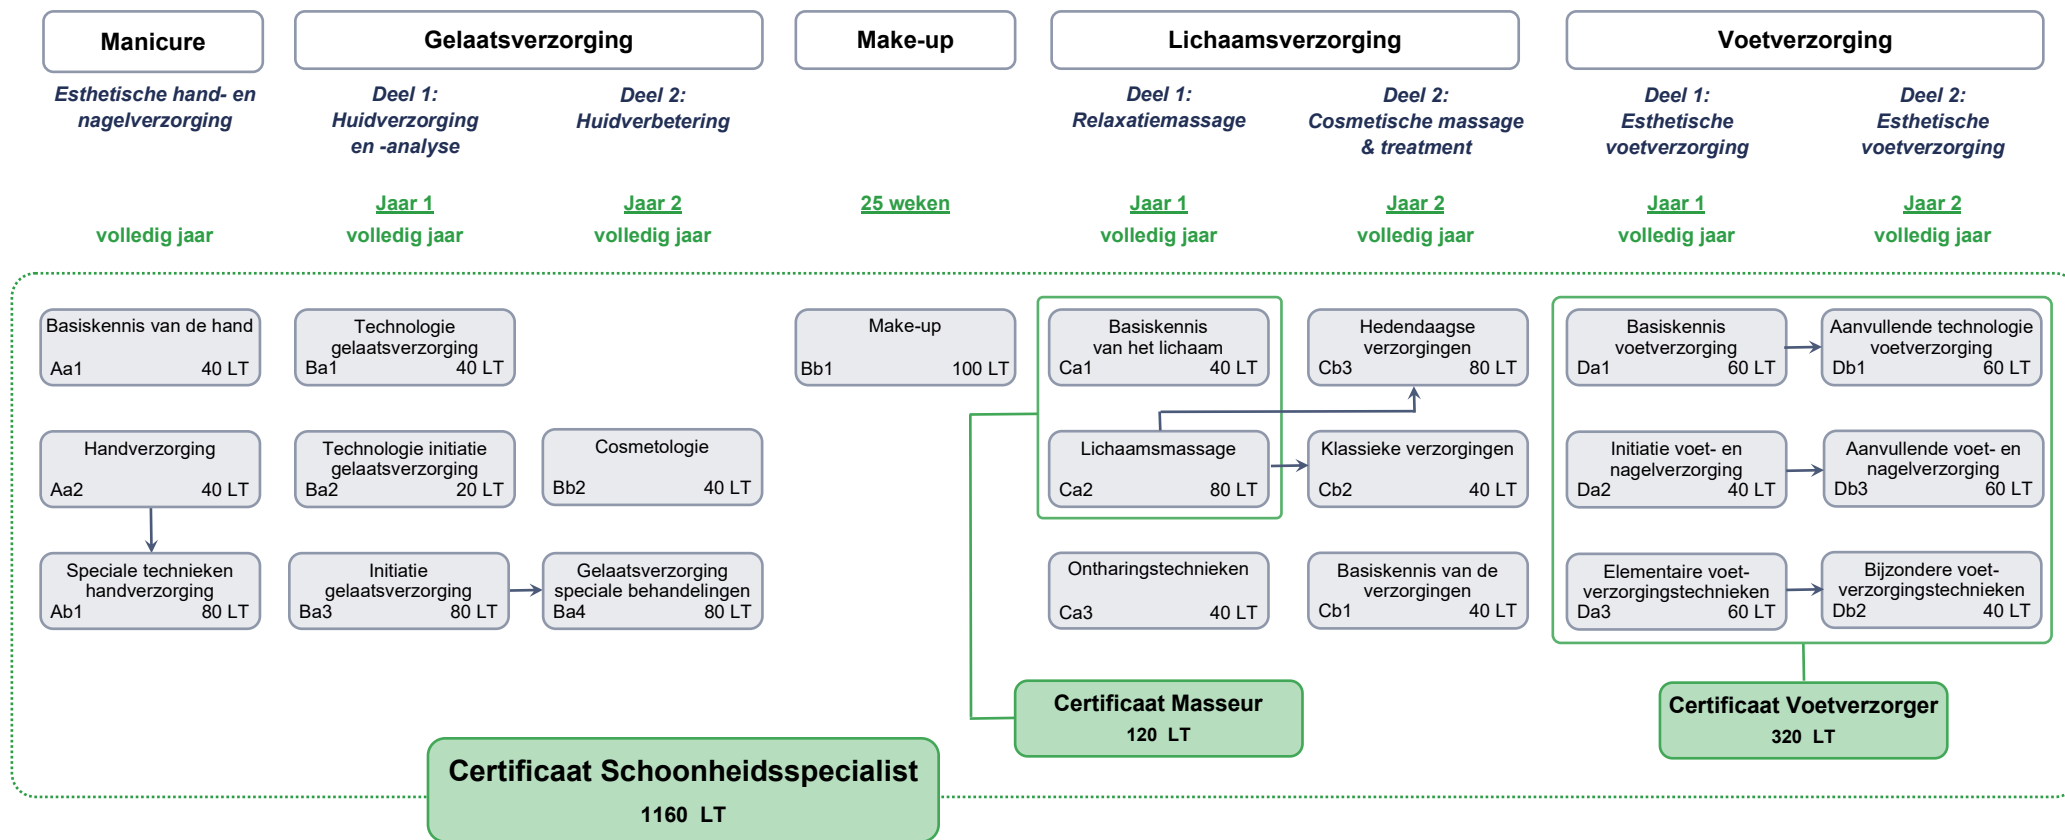 Manicure
Gelaatsverzorging
Make-up
Lichaamsverzorging
Voetverzorging
Esthetische hand- en
nagelverzorging
Deel 1:
Huidverzorging
en -analyse
Deel 2:
Huidverbetering
Deel 1:
Relaxatiemassage
Deel 2:
Cosmetische massage
& treatment
Deel 1:
Esthetische
voetverzorging
Deel 2:
Esthetische
voetverzorging
Jaar 1
Jaar 2
25 weken
Jaar 1
Jaar 2
Jaar 1
Jaar 2
volledig jaar
volledig jaar
volledig jaar
volledig jaar
volledig jaar
volledig jaar
volledig jaar
Basiskennis van de hand
Aa1 40 LT
Technologie
gelaatsverzorging
Ba1 40 LT
Make-up
Bb1 100 LT
Basiskennis
van het lichaam
Ca1 40 LT
Hedendaagse
verzorgingen
Cb3 80 LT
Basiskennis
voetverzorging
Da1 60 LT
Aanvullende technologie
voetverzorging
Db1 60 LT
Handverzorging
Aa2 40 LT
Technologie initiatie
gelaatsverzorging
Ba2 20 LT
Cosmetologie
Bb2 40 LT
Lichaamsmassage
Ca2 80 LT
Klassieke verzorgingen
Cb2 40 LT
Initiatie voet- en
nagelverzorging
Da2 40 LT
Aanvullende voet- en
nagelverzorging
Db3 60 LT
Speciale technieken
handverzorging
Ab1 80 LT
Initiatie
gelaatsverzorging
Ba3 80 LT
Gelaatsverzorging
speciale behandelingen
Ba4 80 LT
Ontharingstechnieken
Ca3 40 LT
Basiskennis van de
verzorgingen
Cb1 40 LT
Elementaire voet-
verzorgingstechnieken
Da3 60 LT
Bijzondere voet-
verzorgingstechnieken
Db2 40 LT
Certificaat Masseur
120 LT
Certificaat Voetverzorger
320 LT
Certificaat Schoonheidsspecialist
1160 LT